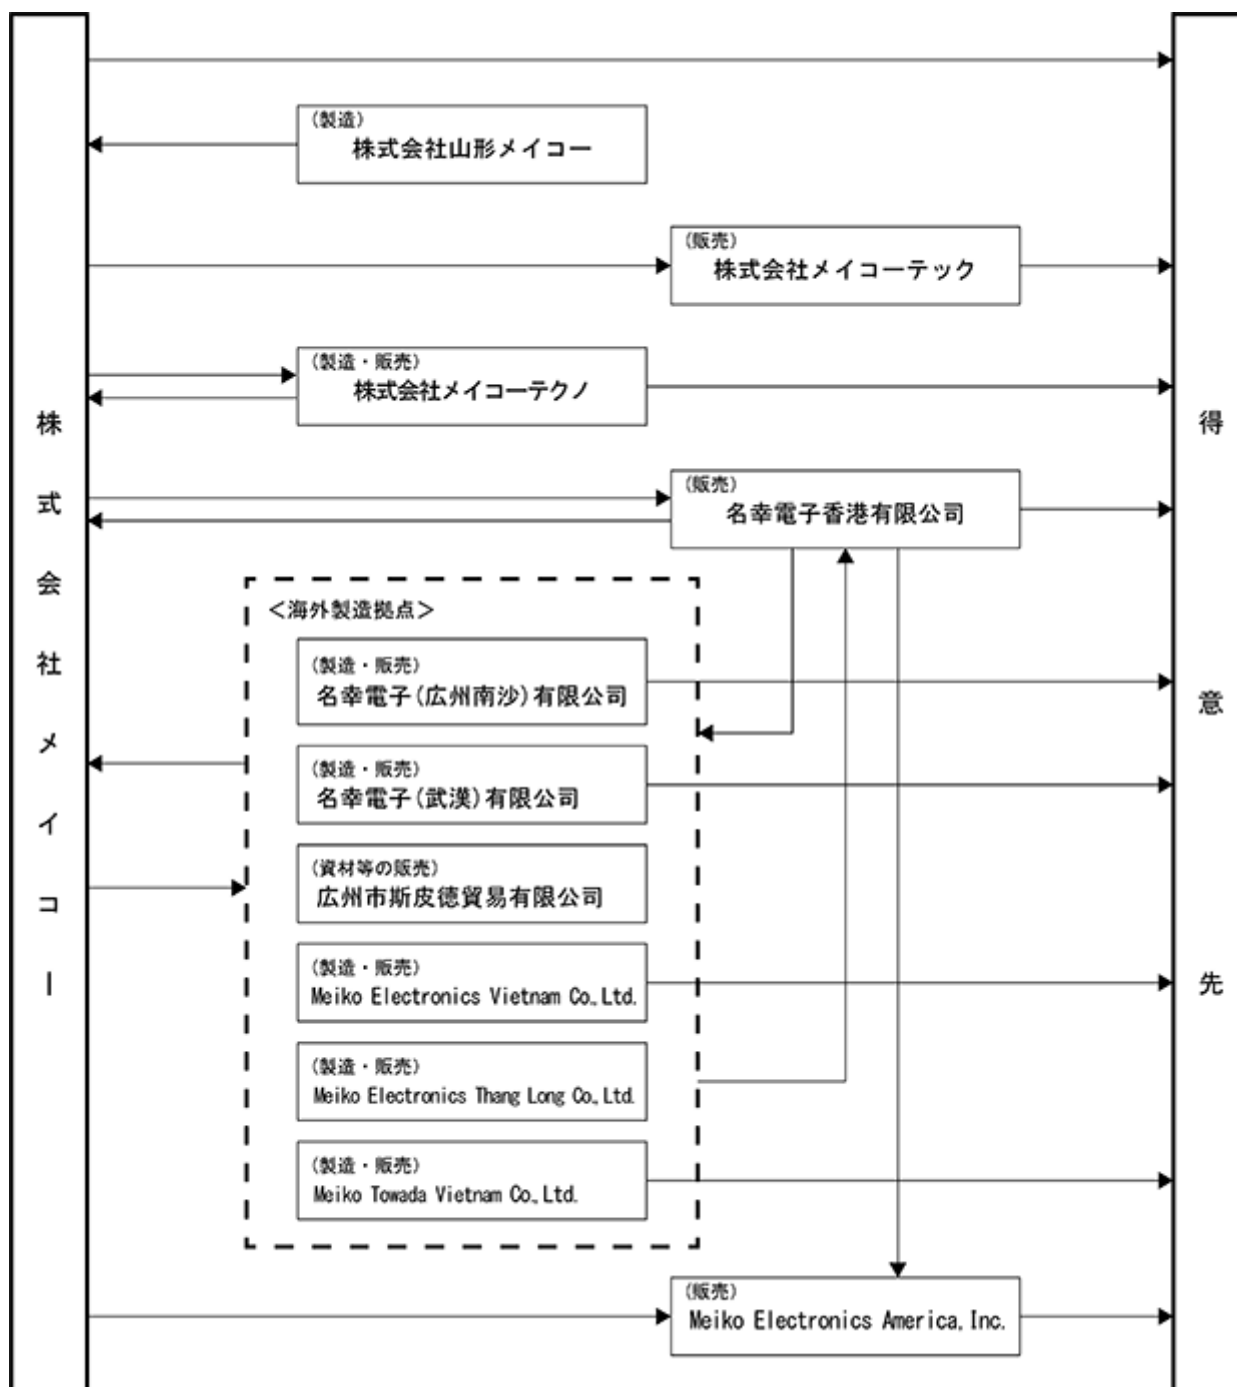 株式会社メイコー
(製造)
株式会社山形メイコー
(販売)
株式会社メイコーテック
(製造・販売)
株式会社メイコーテクノ
(販売)
名幸電子香港有限公司
<海外製造拠点>
(製造・販売)
名幸電子(広州南沙)有限公司
(製造・販売)
名幸電子(武漢)有限公司
(資材等の販売)
広州市斯皮徳貿易有限公司
(製造・販売)
Meiko Electronics Vietnam Co., Ltd.
(製造・販売)
Meiko Electronics Thang Long Co., Ltd.
(製造・販売)
Meiko Towada Vietnam Co., Ltd.
(販売)
Meiko Electronics America, Inc.
得意先